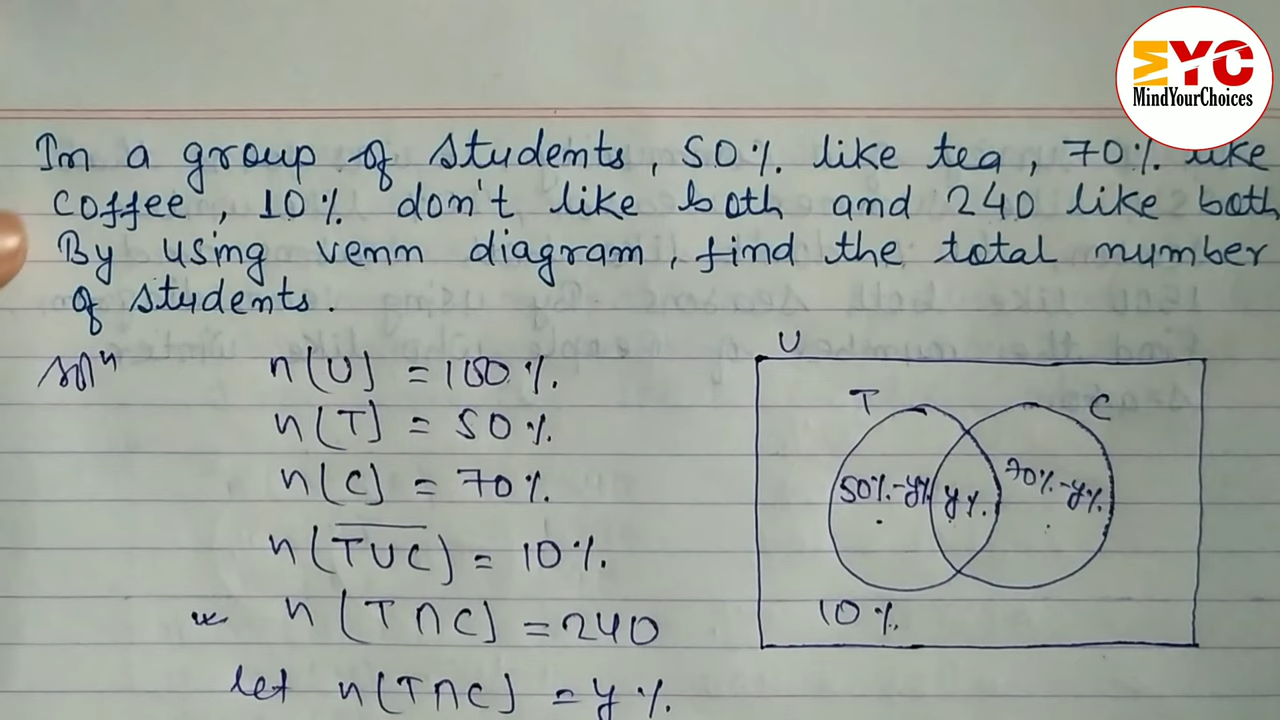 MYC
MindYourChoices
In a group of students, 50% like tea, 70% like
coffee, 10% don't like both and 240 like both
By using venn diagram, find the total number
of students.
Solⁿ
n(U) = 100%.
n(T) = 50%.
n(C) = 70%.
n(T̅U̅C̅) = 10%.
n(T∩C) = 240
let n(T∩C) = y%.
U
T
C
50%-y%
y%.
70%-y%.
10%.